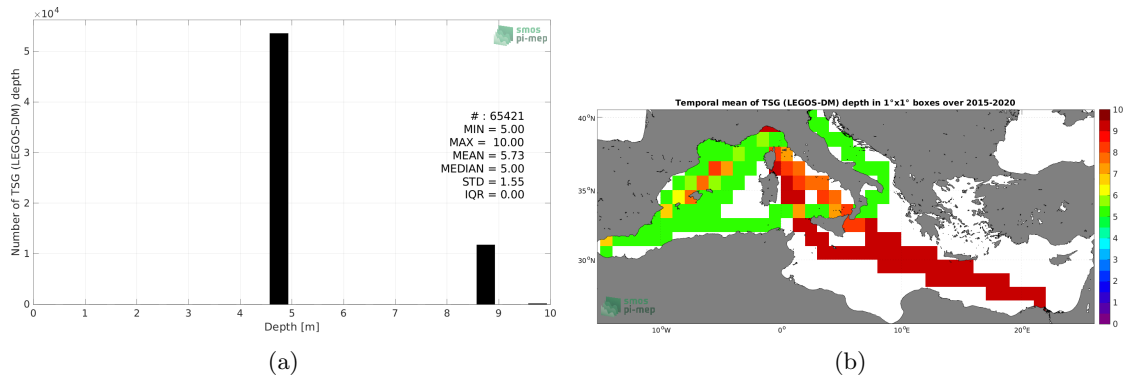 ×10⁴
smos
pi-mep
5
4
3
2
1
0
Number of TSG (LEGOS-DM) depth
# : 65421
MIN = 5.00
MAX = 10.00
MEAN = 5.73
MEDIAN = 5.00
STD = 1.55
IQR = 0.00
0 1 2 3 4 5 6 7 8 9 10
Depth [m]
(a)
Temporal mean of TSG (LEGOS-DM) depth in 1°x1° boxes over 2015-2020
40°N
35°N
30°N
smos
pi-mep
10°W 0° 10°E 20°E
10
9
8
7
6
5
4
3
2
1
0
(b)